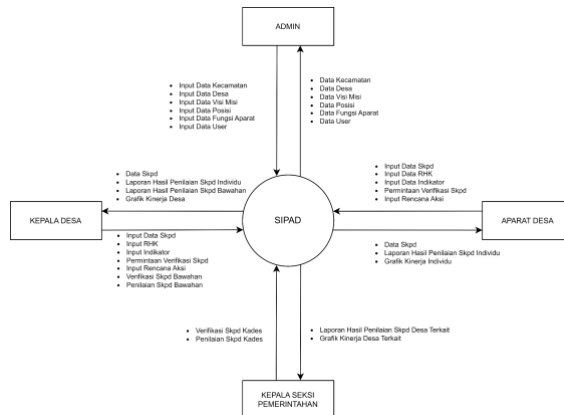 ADMIN
Input Data Kecamatan
Input Data Desa
Input Data Visi Misi
Input Data Posisi
Input Data Fungsi Aparat
Input Data User
Data Kecamatan
Data Desa
Data Visi Misi
Data Posisi
Data Fungsi Aparat
Data User
Data Skpd
Laporan Hasil Penilaian Skpd Individu
Laporan Hasil Penilaian Skpd Bawahan
Grafik Kinerja Desa
Input Data Skpd
Input Data RHK
Input Data Indikator
Permintaan Verifikasi Skpd
Input Rencana Aksi
KEPALA DESA
SIPAD
APARAT DESA
Input Data Skpd
Input RHK
Input Indikator
Permintaan Verifikasi Skpd
Input Rencana Aksi
Verifikasi Skpd Bawahan
Penilaian Skpd Bawahan
Data Skpd
Laporan Hasil Penilaian Skpd Individu
Grafik Kinerja Individu
Verifikasi Skpd Kades
Penilaian Skpd Kades
Laporan Hasil Penilaian Skpd Desa Terkait
Grafik Kinerja Desa Terkait
KEPALA SEKSI
PEMERINTAHAN